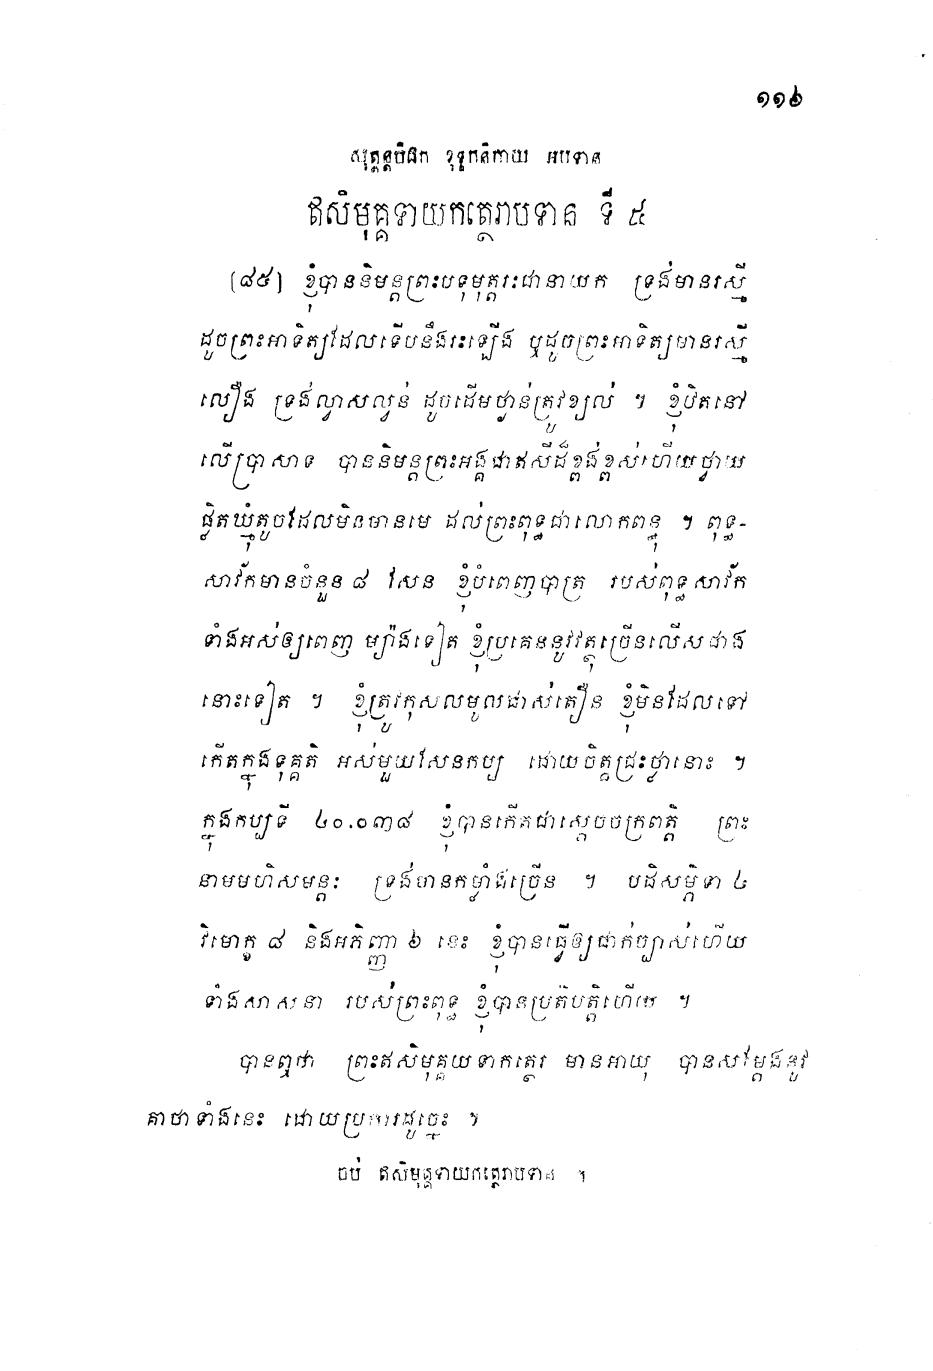 ១១៦
សុត្តន្តបិដក ខុទ្ទកនិកាយ អបទាន
ឥសិមុគ្គទាយកត្ថេរាបទាន ទី ៥
(៨៥) ខ្ញុំបាននិមន្តព្រះបទុមុត្តរៈជានាយក ទ្រង់មានរស្មី
ដូចព្រះអាទិត្យដែលទើបនឹងរះឡើង ឬដូចព្រះអាទិត្យមានរស្មី
លឿង ទ្រង់ល្វាសល្វន់ ដូចដើមថ្ងាន់ត្រូវខ្យល់ ។ ខ្ញុំឋិតនៅ
លើប្រាសាទ បាននិមន្តព្រះអង្គជាឥសីដ៏ខ្ពង់ខ្ពស់ហើយថ្វាយ
ផ្លិតឃ្មុំតូចដែលមិនមានមេ ដល់ព្រះពុទ្ធជាលោកពន្ធុ ។ ពុទ្ធ-
សាវ័កមានចំនួន ៨ សែន ខ្ញុំបំពេញបាត្រ របស់ពុទ្ធសាវ័ក
ទាំងអស់ឲ្យពេញ ម្យ៉ាងទៀត ខ្ញុំប្រគេននូវវត្ថុច្រើនលើសជាង
នោះទៀត ។ ខ្ញុំត្រូវកុសលមូលជាស់តឿន ខ្ញុំមិនដែលទៅ
កើតក្នុងទុគ្គតិ អស់មួយសែនកប្ប ដោយចិត្តជ្រះថ្លានោះ ។
ក្នុងកប្បទី ៤០.០៣៨ ខ្ញុំបានកើតជាស្តេចចក្រពត្តិ ព្រះ
នាមមហិសមន្តៈ ទ្រង់មានកម្លាំងច្រើន ។ បដិសម្ភិទា ៤
វិមោក្ខ ៨ និងអភិញ្ញា ៦ នេះ ខ្ញុំបានធ្វើឲ្យជាក់ច្បាស់ហើយ
ទាំងសាសនា របស់ព្រះពុទ្ធ ខ្ញុំបានប្រតិបត្តិហើយ ។
បានឮថា ព្រះឥសិមុគ្គយទាកត្ថេរ មានអាយុ បានសម្តែងនូវ
គាថាទាំងនេះ ដោយប្រការដូច្នេះ ។
ចប់ ឥសិមុគ្គទាយកត្ថេរាបទាន ។